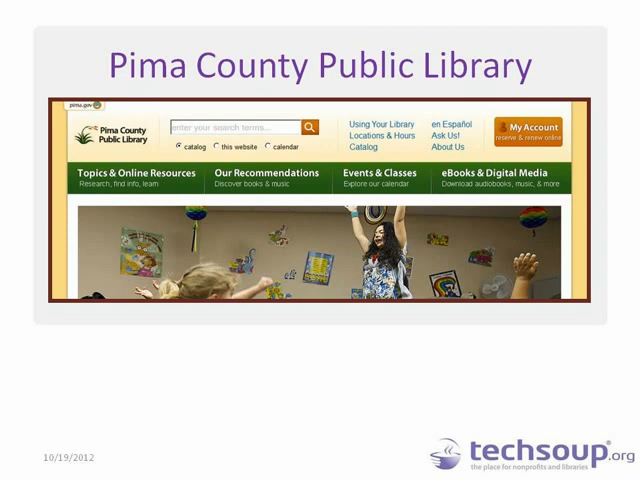 Pima County Public Library
pima.gov
Pima County
Public Library
enter your search terms...
catalog this website calendar
Using Your Library
Locations & Hours
Catalog
en Español
Ask Us!
About Us
My Account
reserve & renew online
Topics & Online Resources
Research, find info, learn
Our Recommendations
Discover books & music
Events & Classes
Explore our calendar
eBooks & Digital Media
Download audiobooks, music, & more
10/19/2012
techsoup®.org
the place for nonprofits and libraries